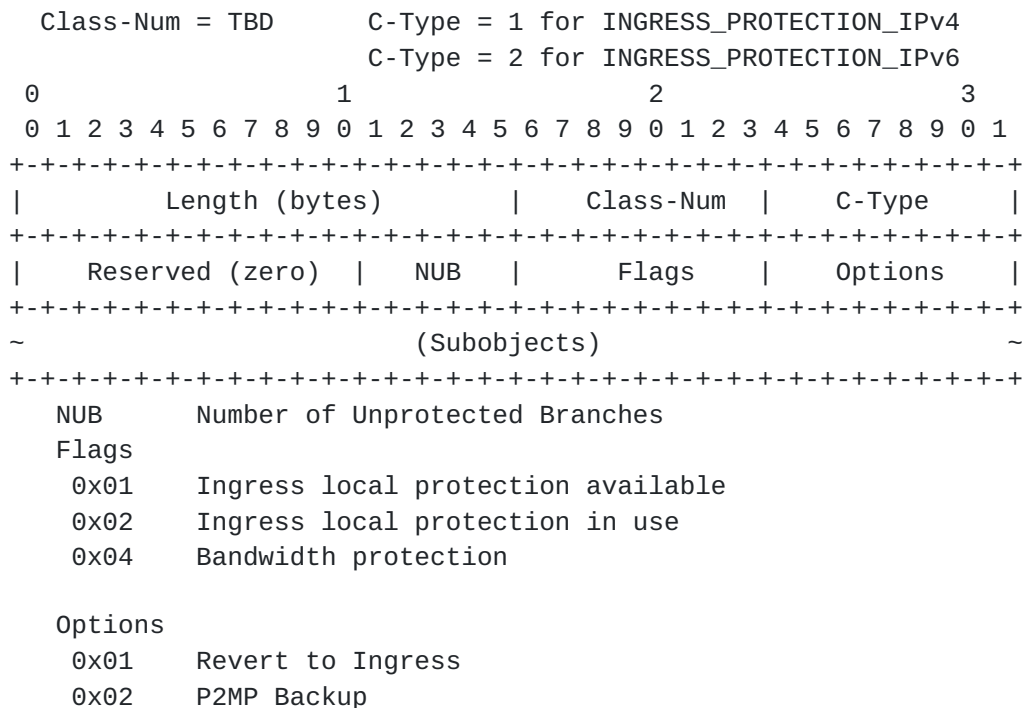 Class-Num = TBD      C-Type = 1 for INGRESS_PROTECTION_IPv4
                       C-Type = 2 for INGRESS_PROTECTION_IPv6
 0                   1                   2                   3
 0 1 2 3 4 5 6 7 8 9 0 1 2 3 4 5 6 7 8 9 0 1 2 3 4 5 6 7 8 9 0 1
+-+-+-+-+-+-+-+-+-+-+-+-+-+-+-+-+-+-+-+-+-+-+-+-+-+-+-+-+-+-+-+-+
|         Length (bytes)        |    Class-Num  |    C-Type     |
+-+-+-+-+-+-+-+-+-+-+-+-+-+-+-+-+-+-+-+-+-+-+-+-+-+-+-+-+-+-+-+-+
|    Reserved (zero)  |   NUB   |      Flags    |    Options    |
+-+-+-+-+-+-+-+-+-+-+-+-+-+-+-+-+-+-+-+-+-+-+-+-+-+-+-+-+-+-+-+-+
~                         (Subobjects)                          ~
+-+-+-+-+-+-+-+-+-+-+-+-+-+-+-+-+-+-+-+-+-+-+-+-+-+-+-+-+-+-+-+-+
   NUB      Number of Unprotected Branches
   Flags
    0x01    Ingress local protection available
    0x02    Ingress local protection in use
    0x04    Bandwidth protection

   Options
    0x01    Revert to Ingress
    0x02    P2MP Backup